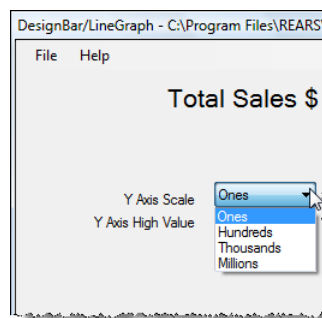 DesignBar/LineGraph - C:\Program Files\REARS
File Help
Total Sales $
Y Axis Scale Ones
Y Axis High Value
Ones
Hundreds
Thousands
Millions